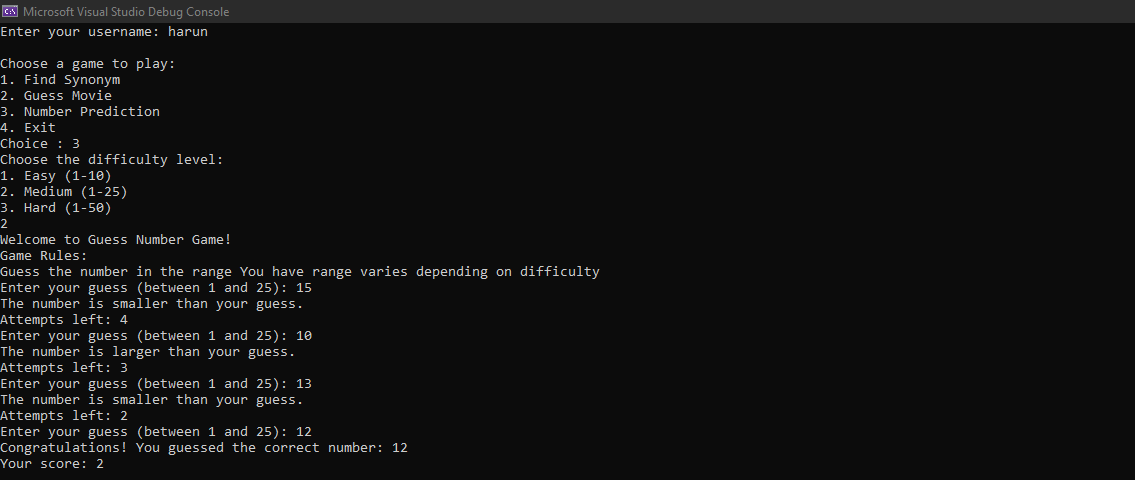 Microsoft Visual Studio Debug Console
Enter your username: harun
Choose a game to play:
1. Find Synonym
2. Guess Movie
3. Number Prediction
4. Exit
Choice : 3
Choose the difficulty level:
1. Easy (1-10)
2. Medium (1-25)
3. Hard (1-50)
2
Welcome to Guess Number Game!
Game Rules:
Guess the number in the range You have range varies depending on difficulty
Enter your guess (between 1 and 25): 15
The number is smaller than your guess.
Attempts left: 4
Enter your guess (between 1 and 25): 10
The number is larger than your guess.
Attempts left: 3
Enter your guess (between 1 and 25): 13
The number is smaller than your guess.
Attempts left: 2
Enter your guess (between 1 and 25): 12
Congratulations! You guessed the correct number: 12
Your score: 2